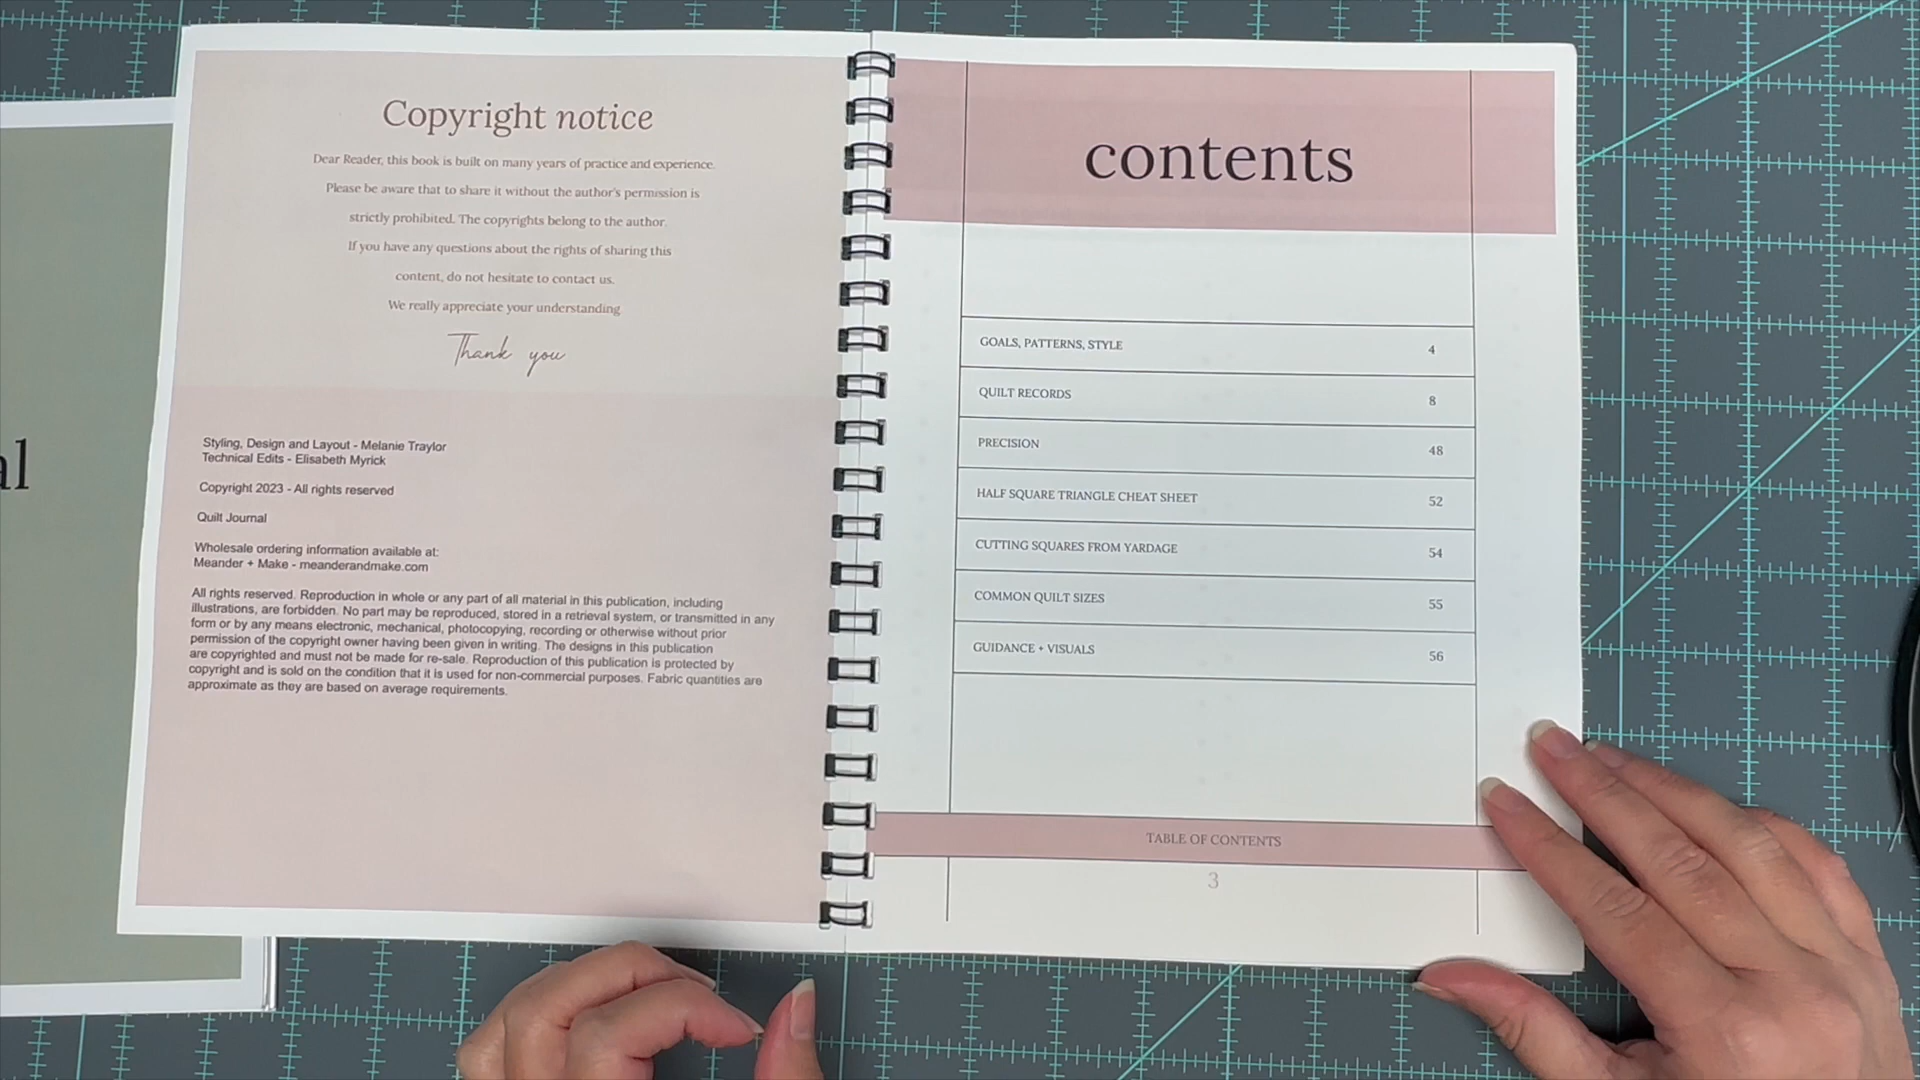 al
Copyright notice
Dear Reader, this book is built on many years of practice and experience.
Please be aware that to share it without the author's permission is
strictly prohibited. The copyrights belong to the author.
If you have any questions about the rights of sharing this
content, do not hesitate to contact us.
We really appreciate your understanding
Thank you
Styling, Design and Layout - Melanie Traylor
Technical Edits - Elisabeth Myrick
Copyright 2023 - All rights reserved
Quilt Journal
Wholesale ordering information available at:
Meander + Make - meanderandmake.com
All rights reserved. Reproduction in whole or any part of all material in this publication, including
illustrations, are forbidden. No part may be reproduced, stored in a retrieval system, or transmitted in any
form or by any means electronic, mechanical, photocopying, recording or otherwise without prior
permission of the copyright owner having been given in writing. The designs in this publication
are copyrighted and must not be made for re-sale. Reproduction of this publication is protected by
copyright and is sold on the condition that it is used for non-commercial purposes. Fabric quantities are
approximate as they are based on average requirements.
contents
GOALS, PATTERNS, STYLE 4
QUILT RECORDS 8
PRECISION 48
HALF SQUARE TRIANGLE CHEAT SHEET 52
CUTTING SQUARES FROM YARDAGE 54
COMMON QUILT SIZES 55
GUIDANCE + VISUALS 56
TABLE OF CONTENTS
3